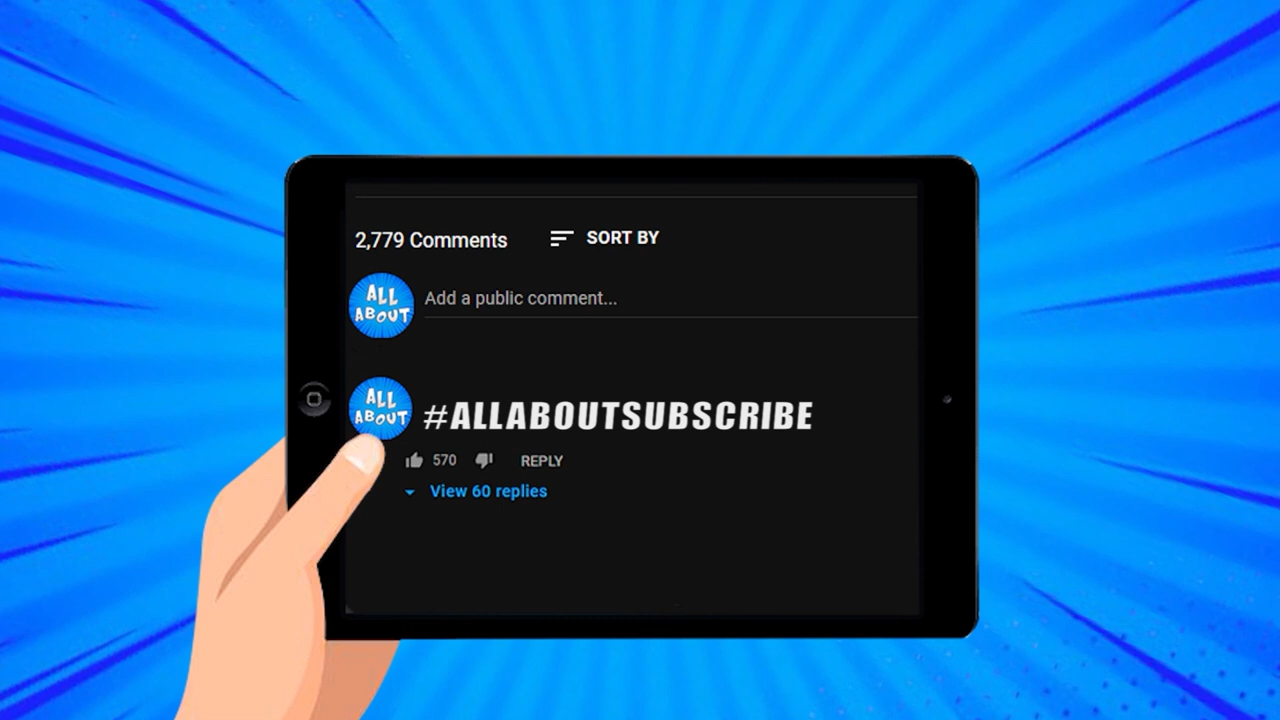 2,779 Comments SORT BY
ALL
ABOUT
Add a public comment...
ALL
ABOUT
#ALLABOUTSUBSCRIBE
570 REPLY
View 60 replies